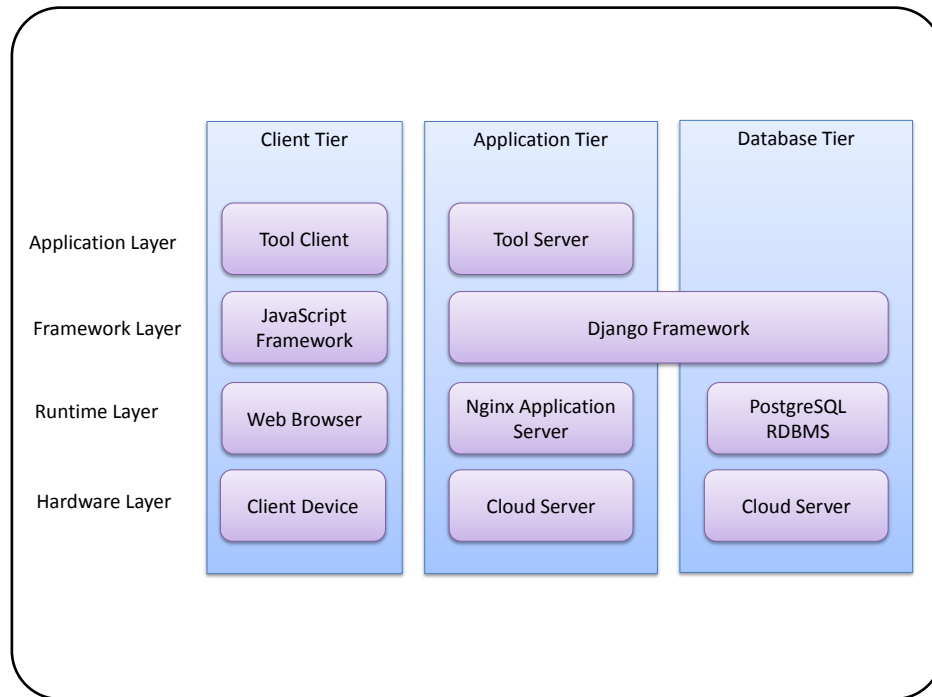 Client Tier
Application Tier
Database Tier
Application Layer
Tool Client
Tool Server
Framework Layer
JavaScript
Framework
Django Framework
Runtime Layer
Web Browser
Nginx Application
Server
PostgreSQL
RDBMS
Hardware Layer
Client Device
Cloud Server
Cloud Server